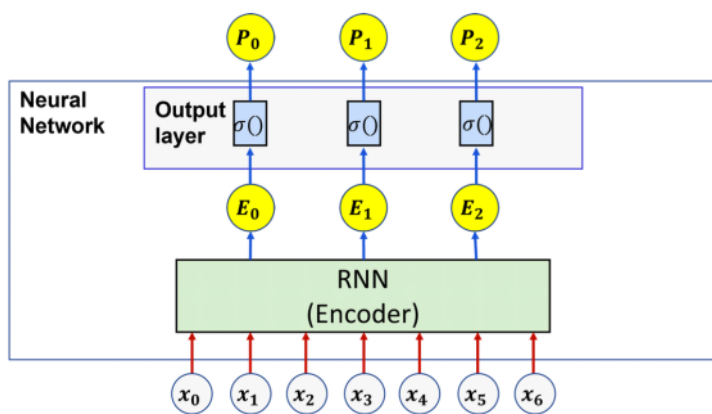 P₀ P₁ P₂
Neural
Network
Output
layer
σ() σ() σ()
E₀ E₁ E₂
RNN
(Encoder)
x₀ x₁ x₂ x₃ x₄ x₅ x₆